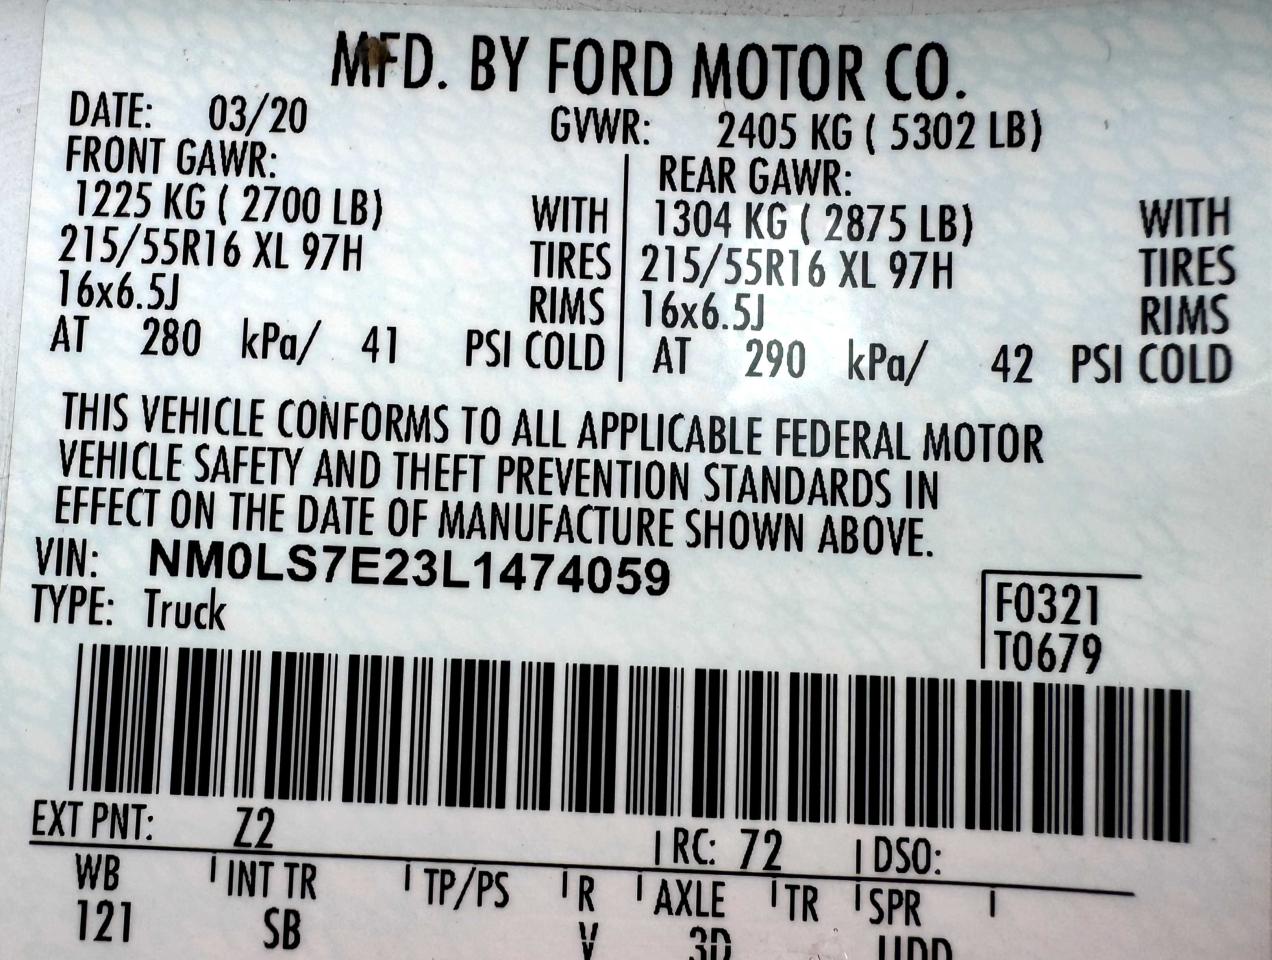 MFD. BY FORD MOTOR CO.
DATE: 03/20 GVWR: 2405 KG ( 5302 LB)
FRONT GAWR: REAR GAWR:
1225 KG ( 2700 LB) WITH 1304 KG ( 2875 LB) WITH
215/55R16 XL 97H TIRES 215/55R16 XL 97H TIRES
16x6.5J RIMS 16x6.5J RIMS
AT 280 kPa/ 41 PSI COLD AT 290 kPa/ 42 PSI COLD
THIS VEHICLE CONFORMS TO ALL APPLICABLE FEDERAL MOTOR
VEHICLE SAFETY AND THEFT PREVENTION STANDARDS IN
EFFECT ON THE DATE OF MANUFACTURE SHOWN ABOVE.
VIN: NM0LS7E23L1474059
TYPE: Truck
F0321
T0679
EXT PNT: Z2 RC: 72 DSO:
WB INT TR TP/PS R AXLE TR SPR
121 SB V 3D